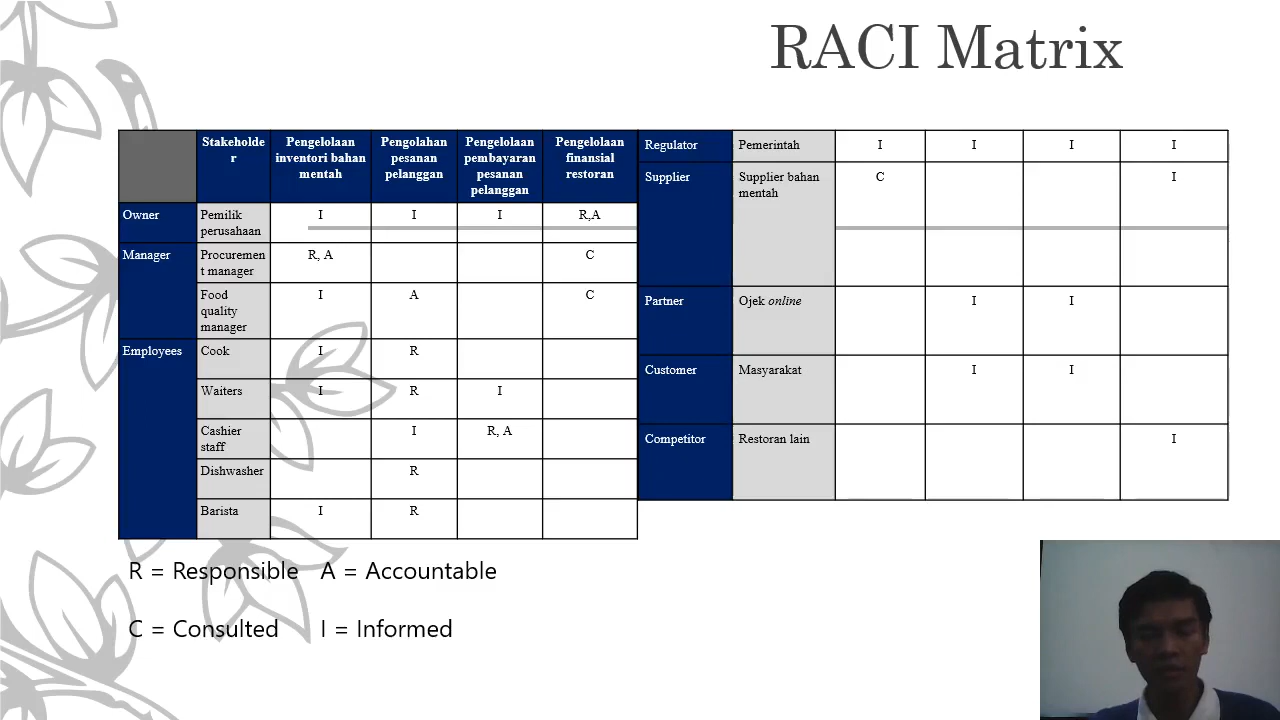 RACI Matrix
Stakeholde
r
Pengelolaan
inventori bahan
mentah
Pengolahan
pesanan
pelanggan
Pengelolaan
pembayaran
pesanan
pelanggan
Pengelolaan
finansial
restoran
Owner
Pemilik
perusahaan
I
I
I
R,A
Manager
Procuremen
t manager
R, A
C
Food
quality
manager
I
A
C
Employees
Cook
I
R
Waiters
I
R
I
Cashier
staff
I
R, A
Dishwasher
R
Barista
I
R
Regulator
Pemerintah
I
I
I
I
Supplier
Supplier bahan
mentah
C
I
Partner
Ojek online
I
I
Customer
Masyarakat
I
I
Competitor
Restoran lain
I
R = Responsible A = Accountable
C = Consulted I = Informed